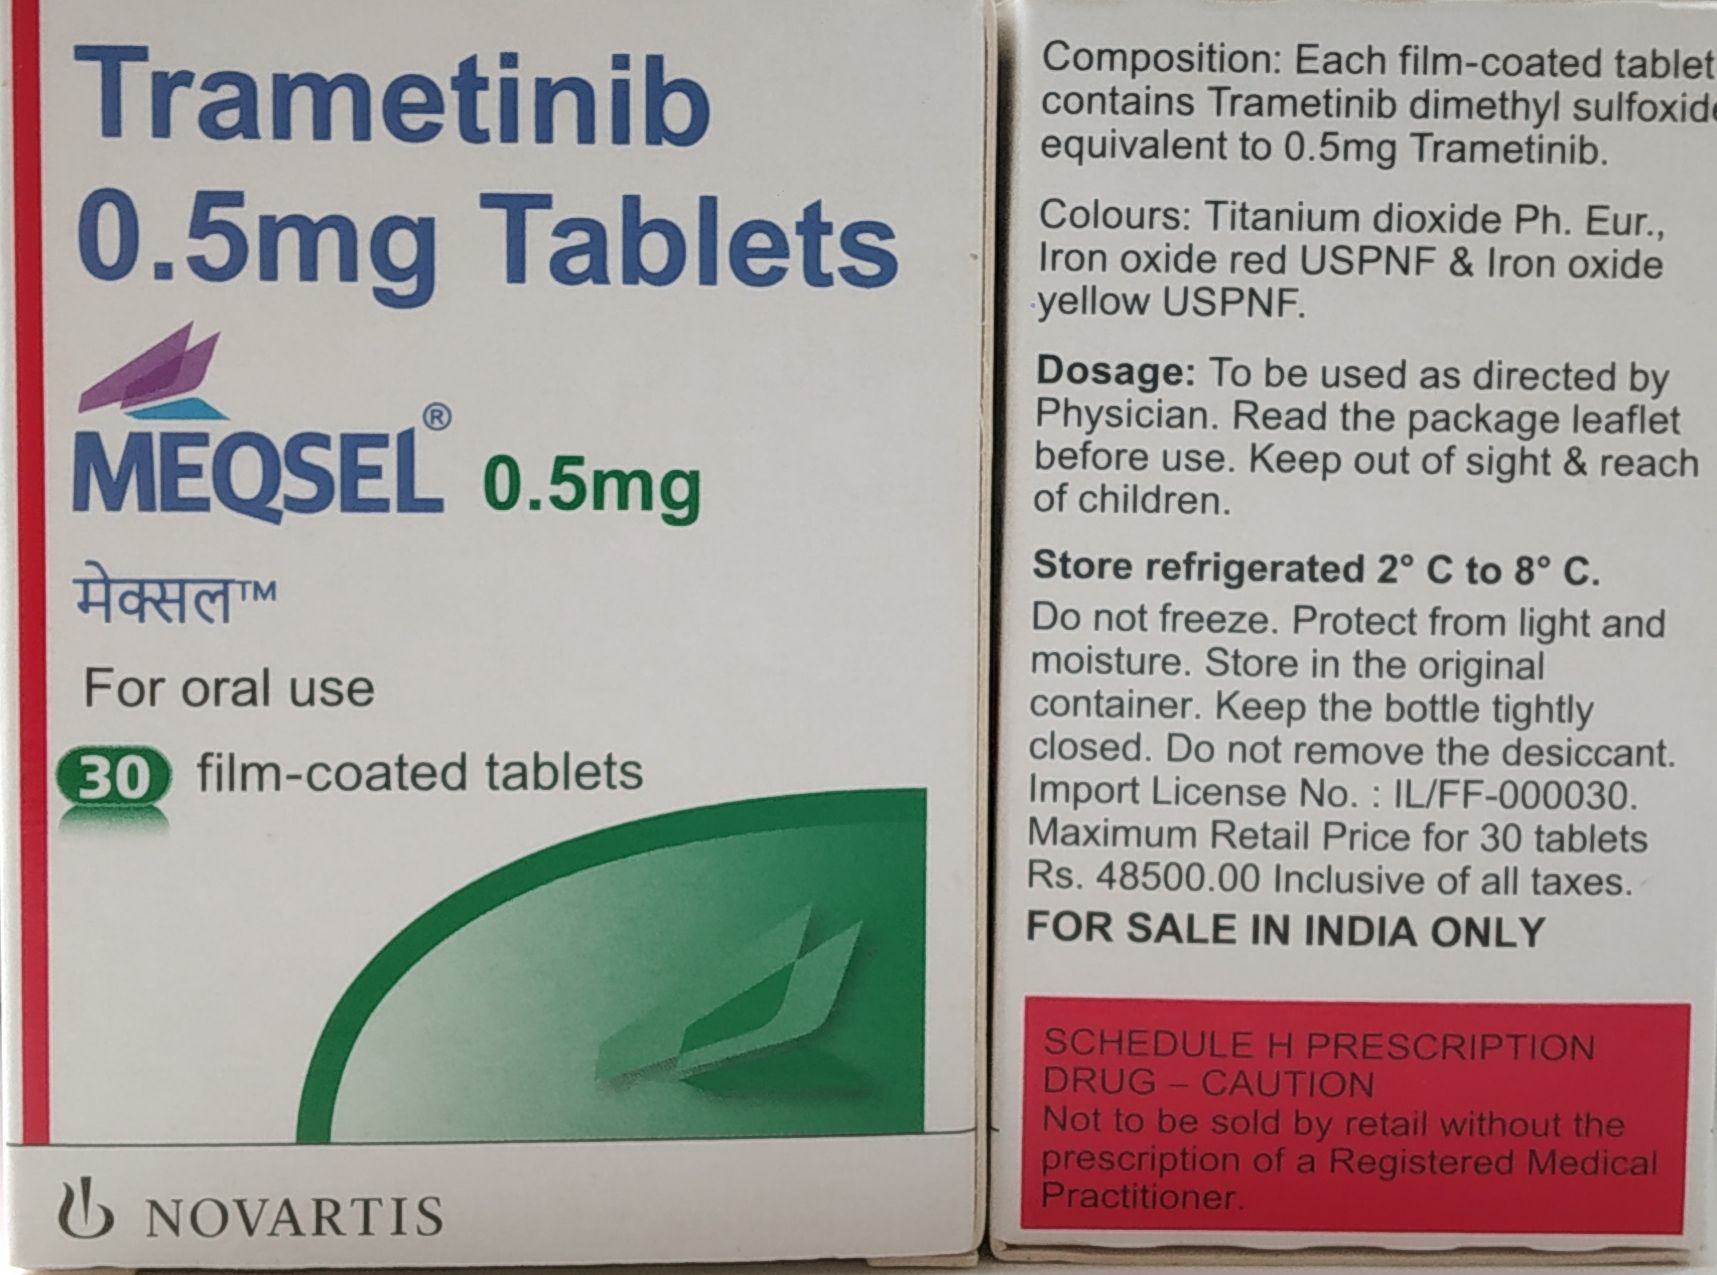 Trametinib
0.5mg Tablets
MEQSEL® 0.5mg
मेक्सल™
For oral use
30 film-coated tablets
NOVARTIS
Composition: Each film-coated tablet
contains Trametinib dimethyl sulfoxide
equivalent to 0.5mg Trametinib.
Colours: Titanium dioxide Ph. Eur.,
Iron oxide red USPNF & Iron oxide
yellow USPNF.
Dosage: To be used as directed by
Physician. Read the package leaflet
before use. Keep out of sight & reach
of children.
Store refrigerated 2° C to 8° C.
Do not freeze. Protect from light and
moisture. Store in the original
container. Keep the bottle tightly
closed. Do not remove the desiccant.
Import License No. : IL/FF-000030.
Maximum Retail Price for 30 tablets
Rs. 48500.00 Inclusive of all taxes.
FOR SALE IN INDIA ONLY
SCHEDULE H PRESCRIPTION
DRUG – CAUTION
Not to be sold by retail without the
prescription of a Registered Medical
Practitioner.